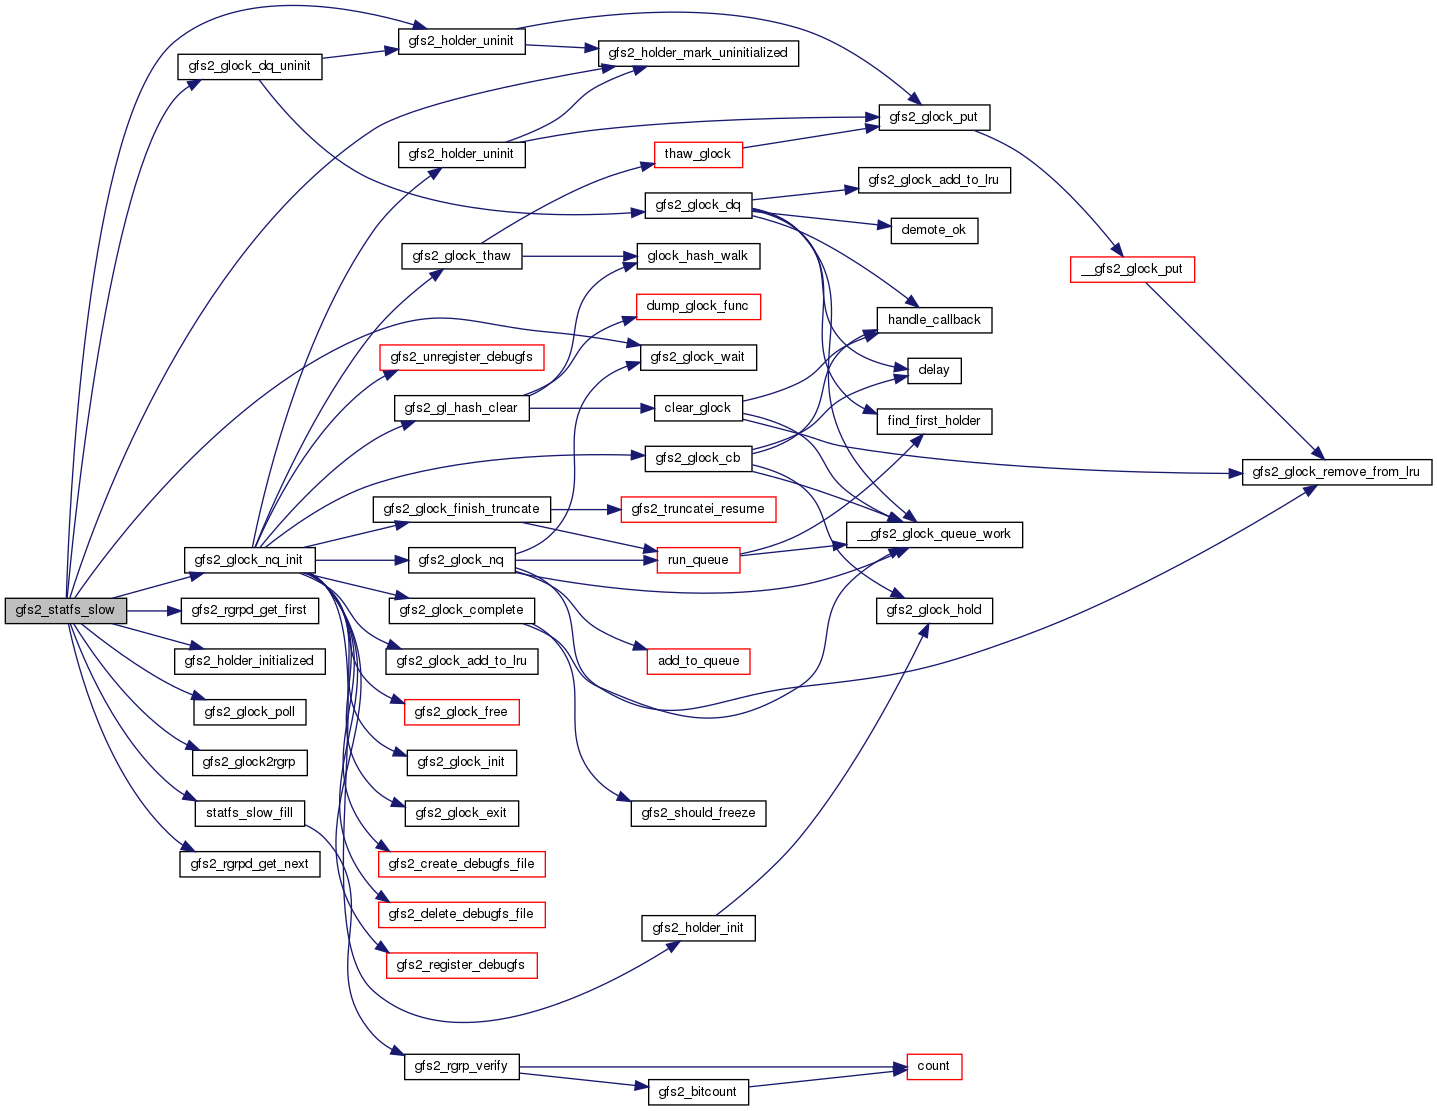 gfs2_statfs_slow
gfs2_glock_dq_uninit
gfs2_glock_nq_init
gfs2_rgrpd_get_first
gfs2_holder_initialized
gfs2_glock_poll
gfs2_glock2rgrp
statfs_slow_fill
gfs2_rgrpd_get_next
gfs2_holder_uninit
gfs2_holder_uninit
gfs2_glock_thaw
gfs2_unregister_debugfs
gfs2_gl_hash_clear
gfs2_glock_finish_truncate
gfs2_glock_nq
gfs2_glock_complete
gfs2_glock_add_to_lru
gfs2_glock_free
gfs2_glock_init
gfs2_glock_exit
gfs2_create_debugfs_file
gfs2_delete_debugfs_file
gfs2_register_debugfs
gfs2_rgrp_verify
gfs2_holder_mark_uninitialized
thaw_glock
gfs2_glock_dq
glock_hash_walk
dump_glock_func
gfs2_glock_wait
clear_glock
gfs2_glock_cb
gfs2_truncatei_resume
run_queue
add_to_queue
gfs2_should_freeze
gfs2_holder_init
gfs2_bitcount
gfs2_glock_put
gfs2_glock_add_to_lru
demote_ok
handle_callback
delay
find_first_holder
__gfs2_glock_queue_work
gfs2_glock_hold
count
__gfs2_glock_put
gfs2_glock_remove_from_lru